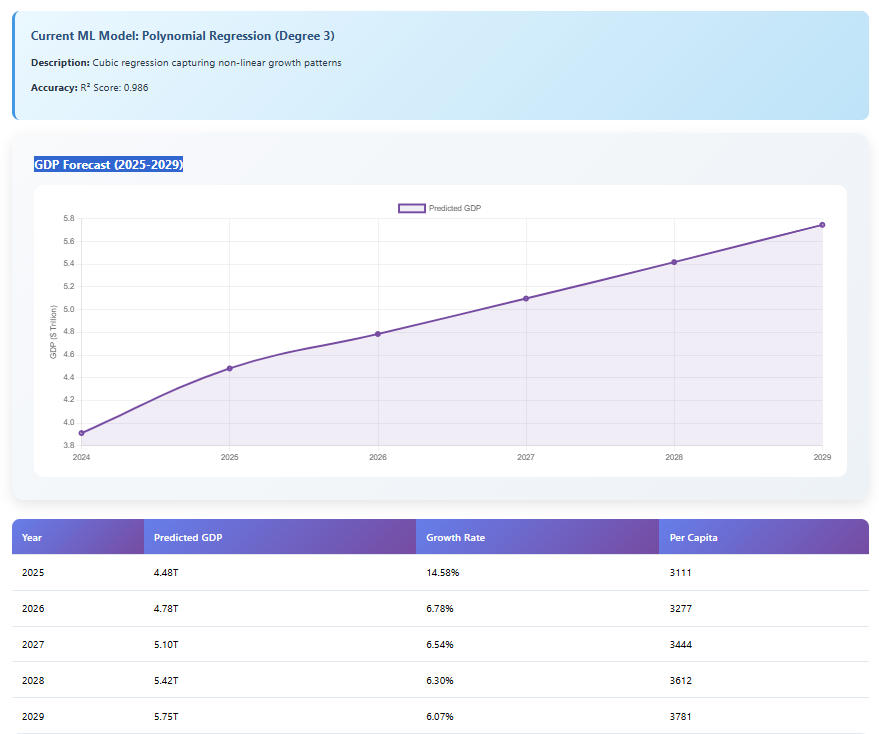 Current ML Model: Polynomial Regression (Degree 3)
Description: Cubic regression capturing non-linear growth patterns
Accuracy: R² Score: 0.986
GDP Forecast (2025-2029)
Predicted GDP
5.8
5.6
5.4
5.2
5.0
4.8
4.6
4.4
4.2
4.0
3.8
GDP ($ Trillion)
2024 2025 2026 2027 2028 2029
Year Predicted GDP Growth Rate Per Capita
2025 4.48T 14.58% 3111
2026 4.78T 6.78% 3277
2027 5.10T 6.54% 3444
2028 5.42T 6.30% 3612
2029 5.75T 6.07% 3781